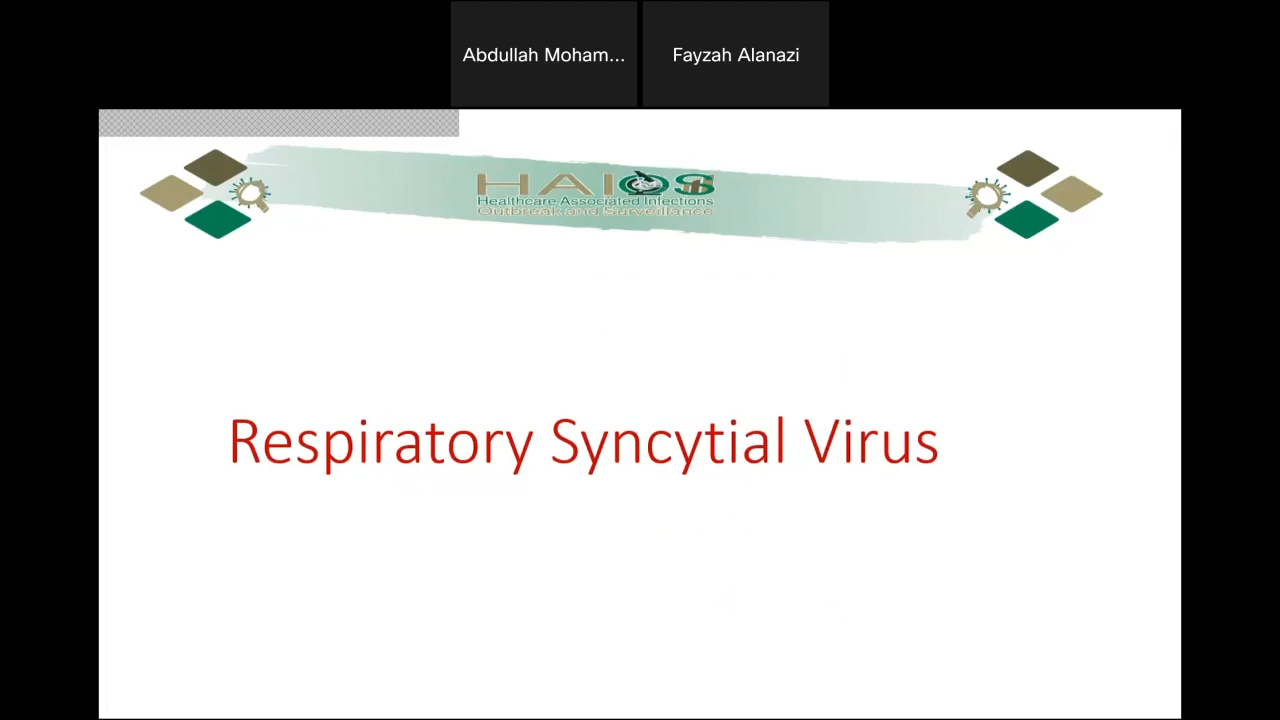 Abdullah Moham...
Fayzah Alanazi
HAIOS
Healthcare Associated Infections
Outbreak and Surveillance
Respiratory Syncytial Virus